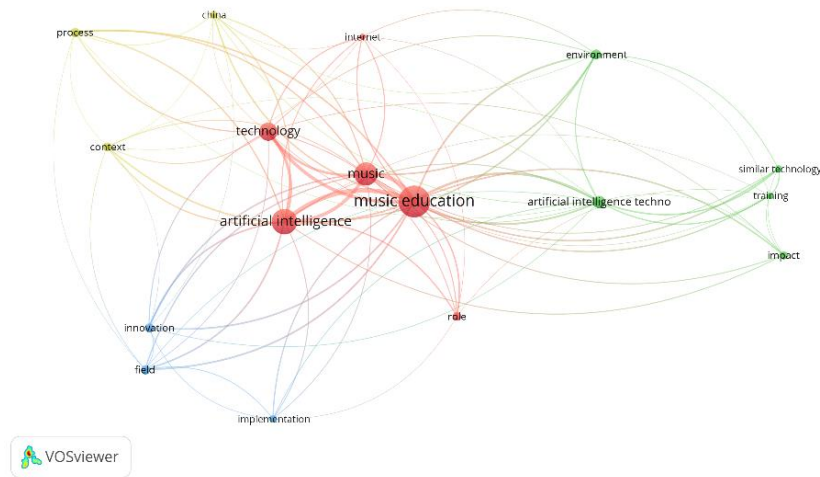 china
process
internet
environment
technology
context
similar technology
music
training
music education
artificial intelligence techno
artificial intelligence
impact
role
innovation
field
implementation
VOSviewer